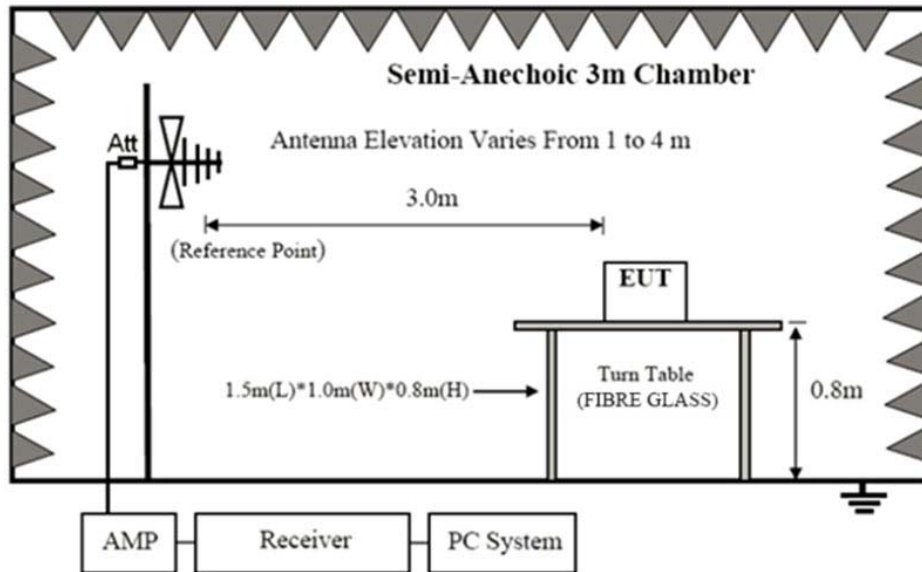 Semi-Anechoic 3m Chamber
Att
Antenna Elevation Varies From 1 to 4 m
3.0m
(Reference Point)
EUT
1.5m(L)*1.0m(W)*0.8m(H)
Turn Table
(FIBRE GLASS)
0.8m
AMP
Receiver
PC System